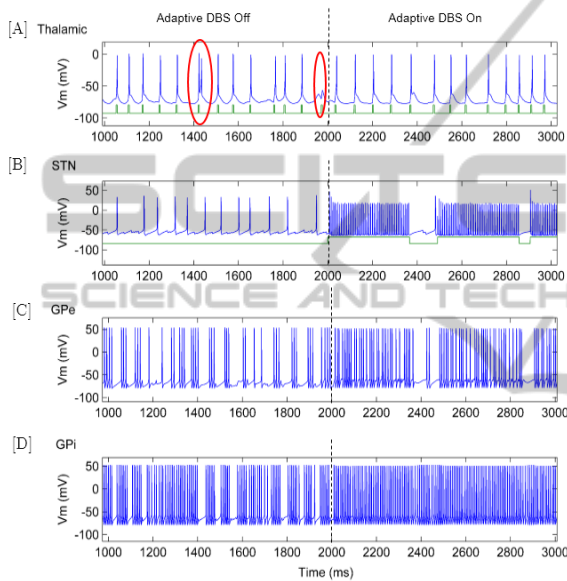 Adaptive DBS Off Adaptive DBS On
[A] Thalamic
Vm (mV)
0
-50
-100
1000 1200 1400 1600 1800 2000 2200 2400 2600 2800 3000
[B] STN
Vm (mV)
50
0
-50
-100
1000 1200 1400 1600 1800 2000 2200 2400 2600 2800 3000
SCITE
SCIENCE AND TECH
[C] GPe
Vm (mV)
50
0
-50
-100
1000 1200 1400 1600 1800 2000 2200 2400 2600 2800 3000
[D] GPi
Vm (mV)
50
0
-50
-100
1000 1200 1400 1600 1800 2000 2200 2400 2600 2800 3000
Time (ms)